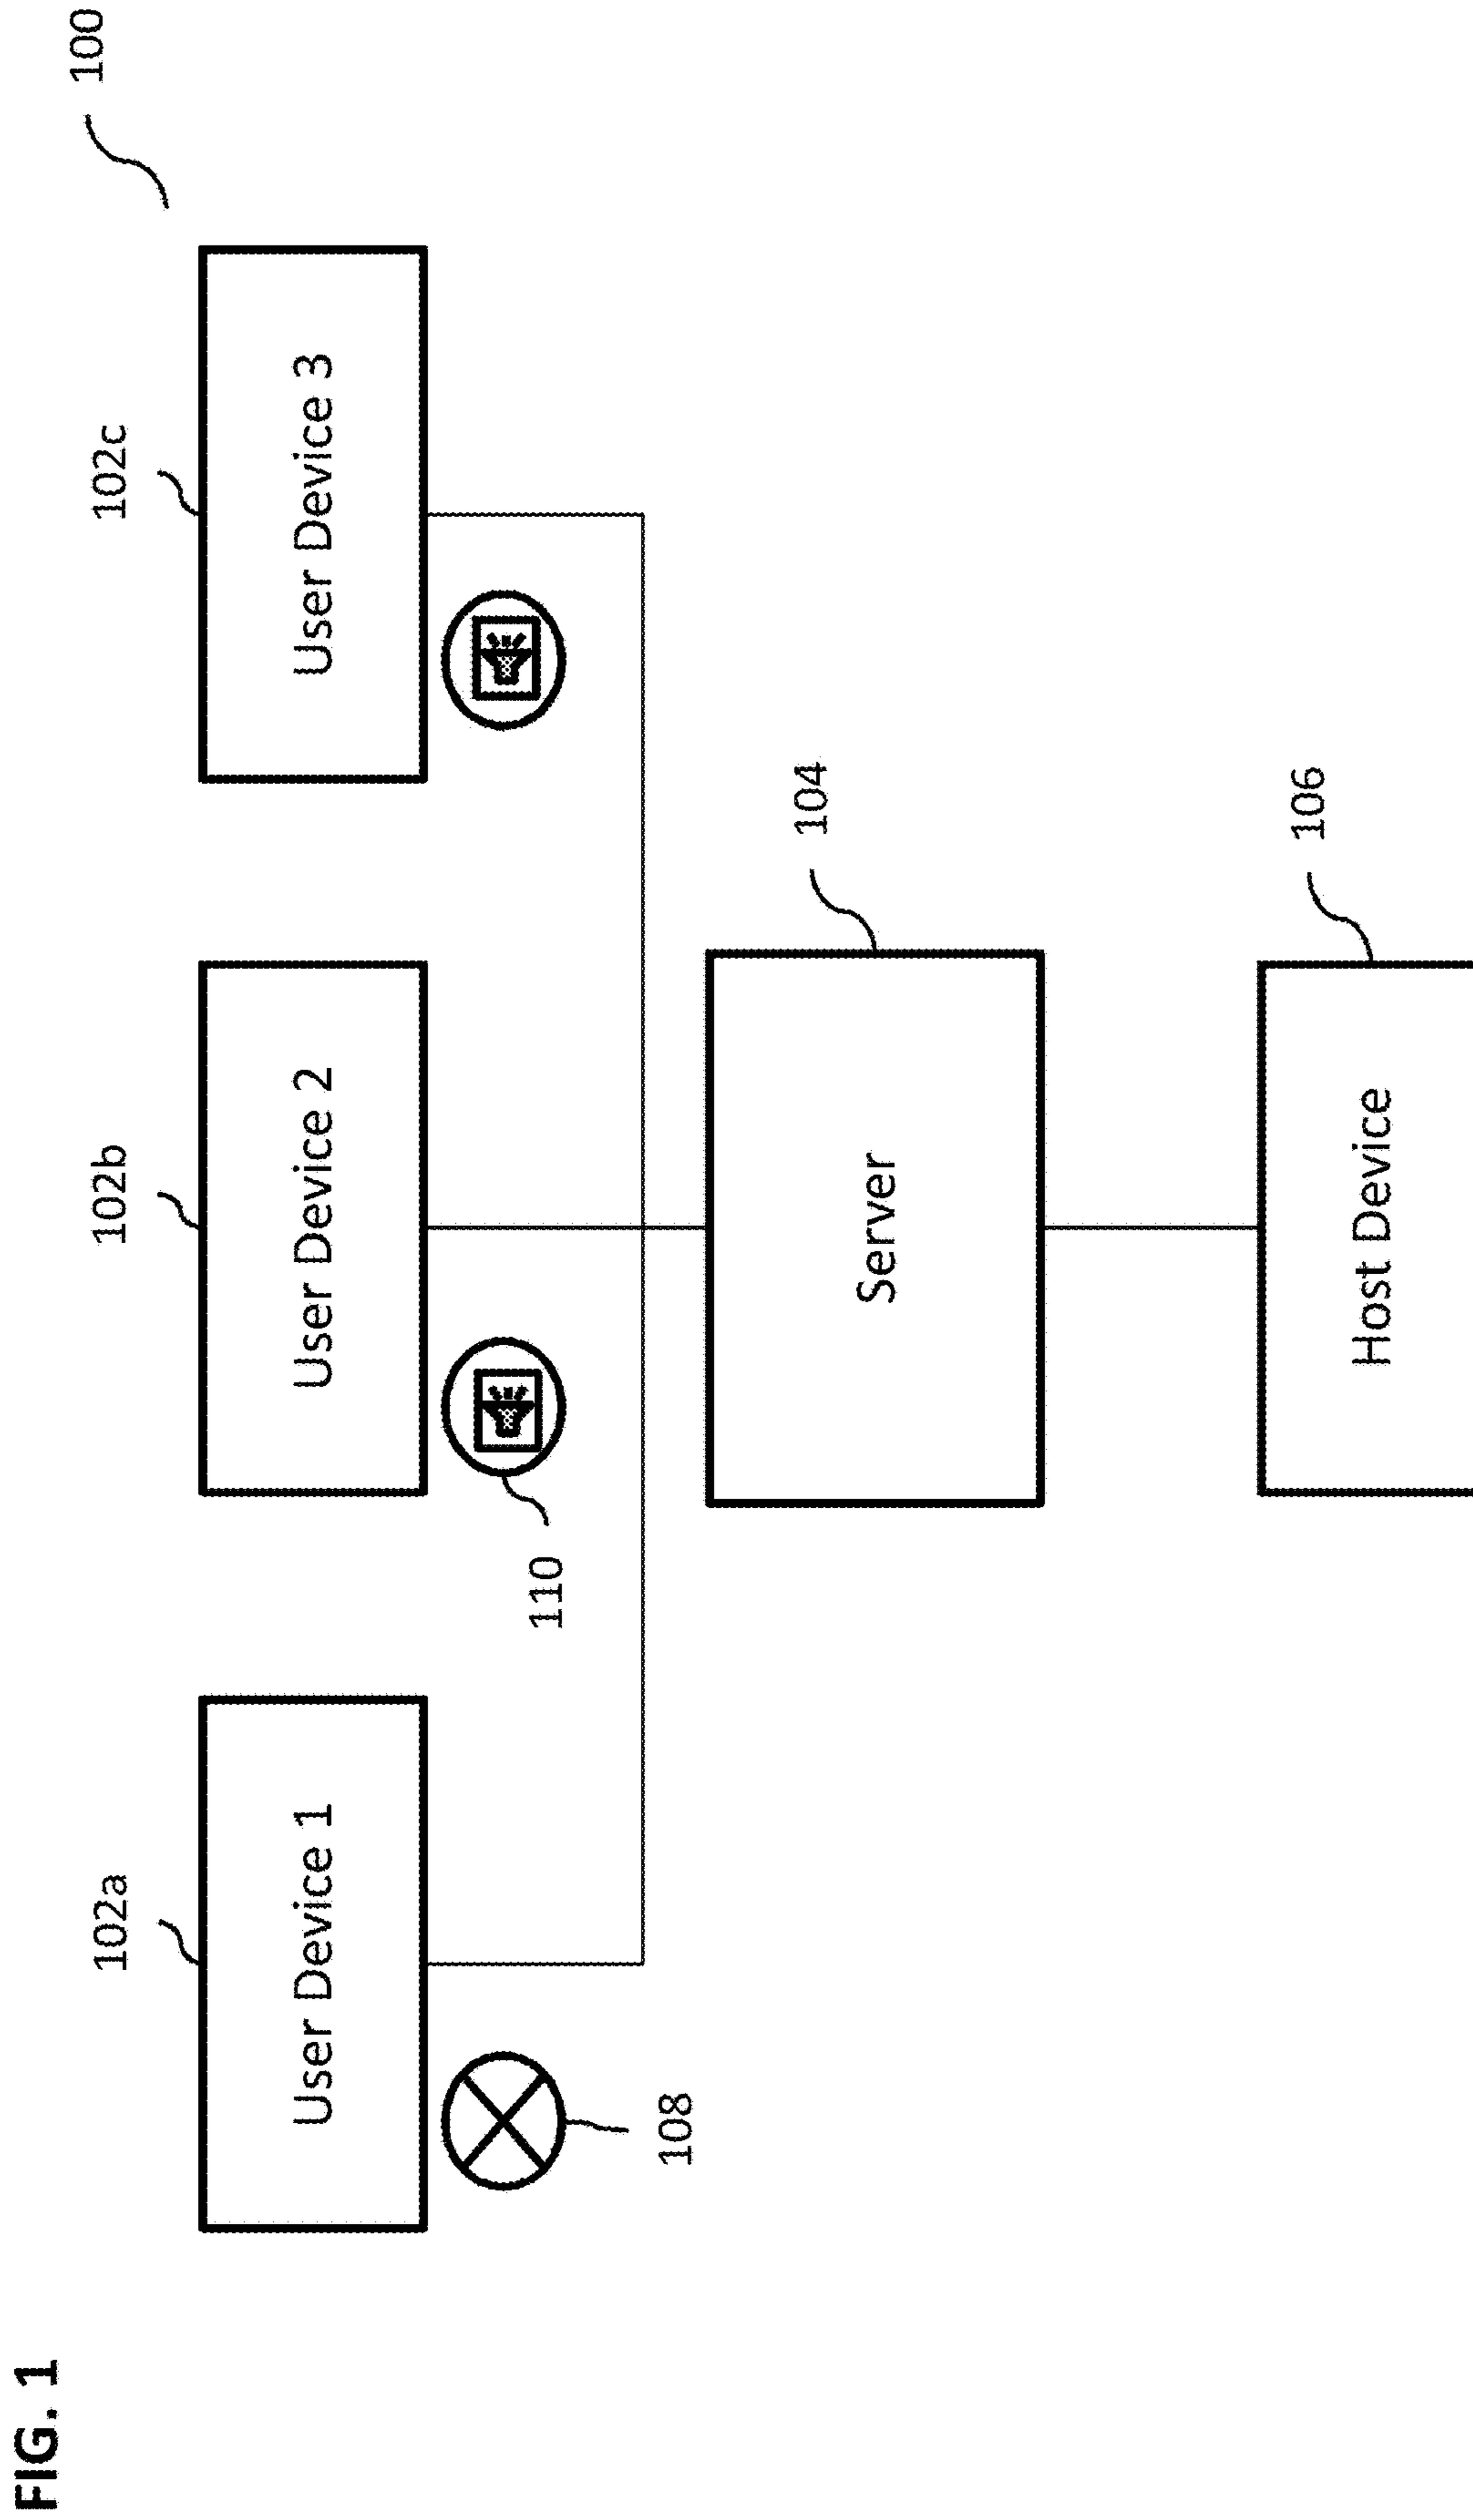 FIG. 1
100
102a
102b
102c
User Device 1
User Device 2
User Device 3
110
108
104
Server
106
Host Device